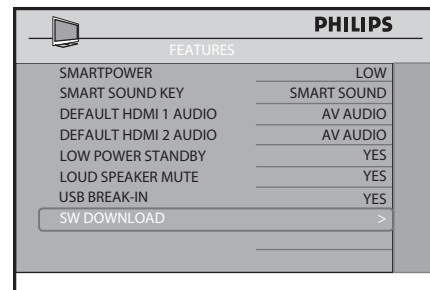 PHILIPS
FEATURES
SMARTPOWER LOW
SMART SOUND KEY SMART SOUND
DEFAULT HDMI 1 AUDIO AV AUDIO
DEFAULT HDMI 2 AUDIO AV AUDIO
LOW POWER STANDBY YES
LOUD SPEAKER MUTE YES
USB BREAK-IN YES
SW DOWNLOAD >